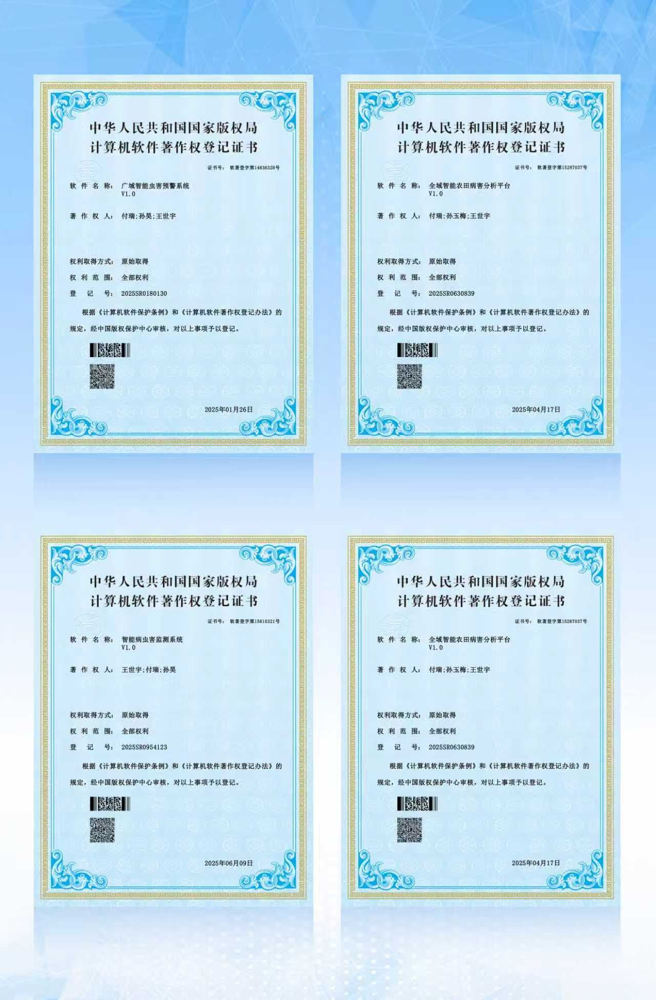 中华人民共和国国家版权局
计算机软件著作权登记证书
证书号： 软著登字第14836328号
软 件 名 称： 广域智能虫害预警系统
V1.0
著 作 权 人： 付瑞;孙昊;王世宇
权利取得方式： 原始取得
权 利 范 围： 全部权利
登 记 号： 2025SR0180130
根据《计算机软件保护条例》和《计算机软件著作权登记办法》的
规定，经中国版权保护中心审核，对以上事项予以登记。
2025年01月26日
中华人民共和国国家版权局
计算机软件著作权登记证书
证书号： 软著登字第15287037号
软 件 名 称： 全域智能农田病害分析平台
V1.0
著 作 权 人： 付瑞;孙玉梅;王世宇
权利取得方式： 原始取得
权 利 范 围： 全部权利
登 记 号： 2025SR0630839
根据《计算机软件保护条例》和《计算机软件著作权登记办法》的
规定，经中国版权保护中心审核，对以上事项予以登记。
2025年04月17日
中华人民共和国国家版权局
计算机软件著作权登记证书
证书号： 软著登字第15610321号
软 件 名 称： 智能病虫害监测系统
V1.0
著 作 权 人： 王世宇;付瑞;孙昊
权利取得方式： 原始取得
权 利 范 围： 全部权利
登 记 号： 2025SR0954123
根据《计算机软件保护条例》和《计算机软件著作权登记办法》的
规定，经中国版权保护中心审核，对以上事项予以登记。
2025年06月09日
中华人民共和国国家版权局
计算机软件著作权登记证书
证书号： 软著登字第15287037号
软 件 名 称： 全域智能农田病害分析平台
V1.0
著 作 权 人： 付瑞;孙玉梅;王世宇
权利取得方式： 原始取得
权 利 范 围： 全部权利
登 记 号： 2025SR0630839
根据《计算机软件保护条例》和《计算机软件著作权登记办法》的
规定，经中国版权保护中心审核，对以上事项予以登记。
2025年04月17日